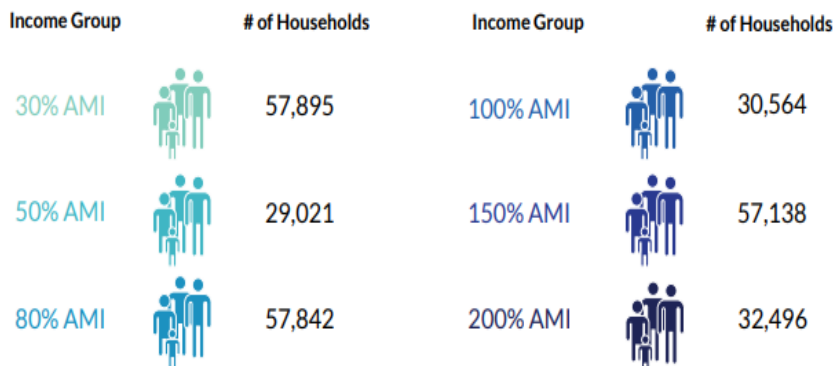 Income Group # of Households Income Group # of Households
30% AMI 57,895 100% AMI 30,564
50% AMI 29,021 150% AMI 57,138
80% AMI 57,842 200% AMI 32,496